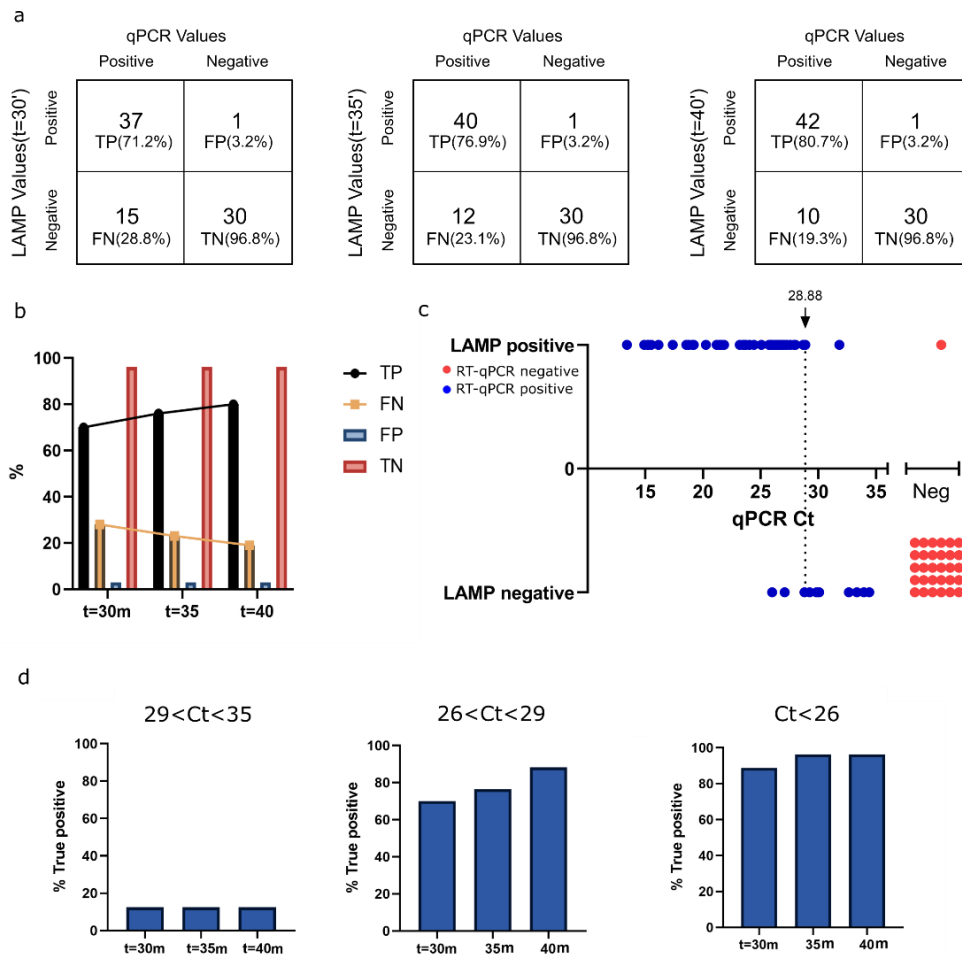 a
qPCR Values
Positive Negative
LAMP Values(t=30')
Positive
Negative
37
TP(71.2%)
1
FP(3.2%)
15
FN(28.8%)
30
TN(96.8%)
qPCR Values
Positive Negative
LAMP Values(t=35')
Positive
Negative
40
TP(76.9%)
1
FP(3.2%)
12
FN(23.1%)
30
TN(96.8%)
qPCR Values
Positive Negative
LAMP Values(t=40')
Positive
Negative
42
TP(80.7%)
1
FP(3.2%)
10
FN(19.3%)
30
TN(96.8%)
b
100
80
60
40
20
0
%
t=30m t=35 t=40
TP
FN
FP
TN
c
28.88
LAMP positive
RT-qPCR negative
RT-qPCR positive
0
15 20 25 30 35 Neg
qPCR Ct
LAMP negative
d
29<Ct<35
% True positive
100
80
60
40
20
0
t=30m t=35m t=40m
26<Ct<29
% True positive
100
80
60
40
20
0
t=30m 35m 40m
Ct<26
% True positive
100
80
60
40
20
0
t=30m 35m 40m